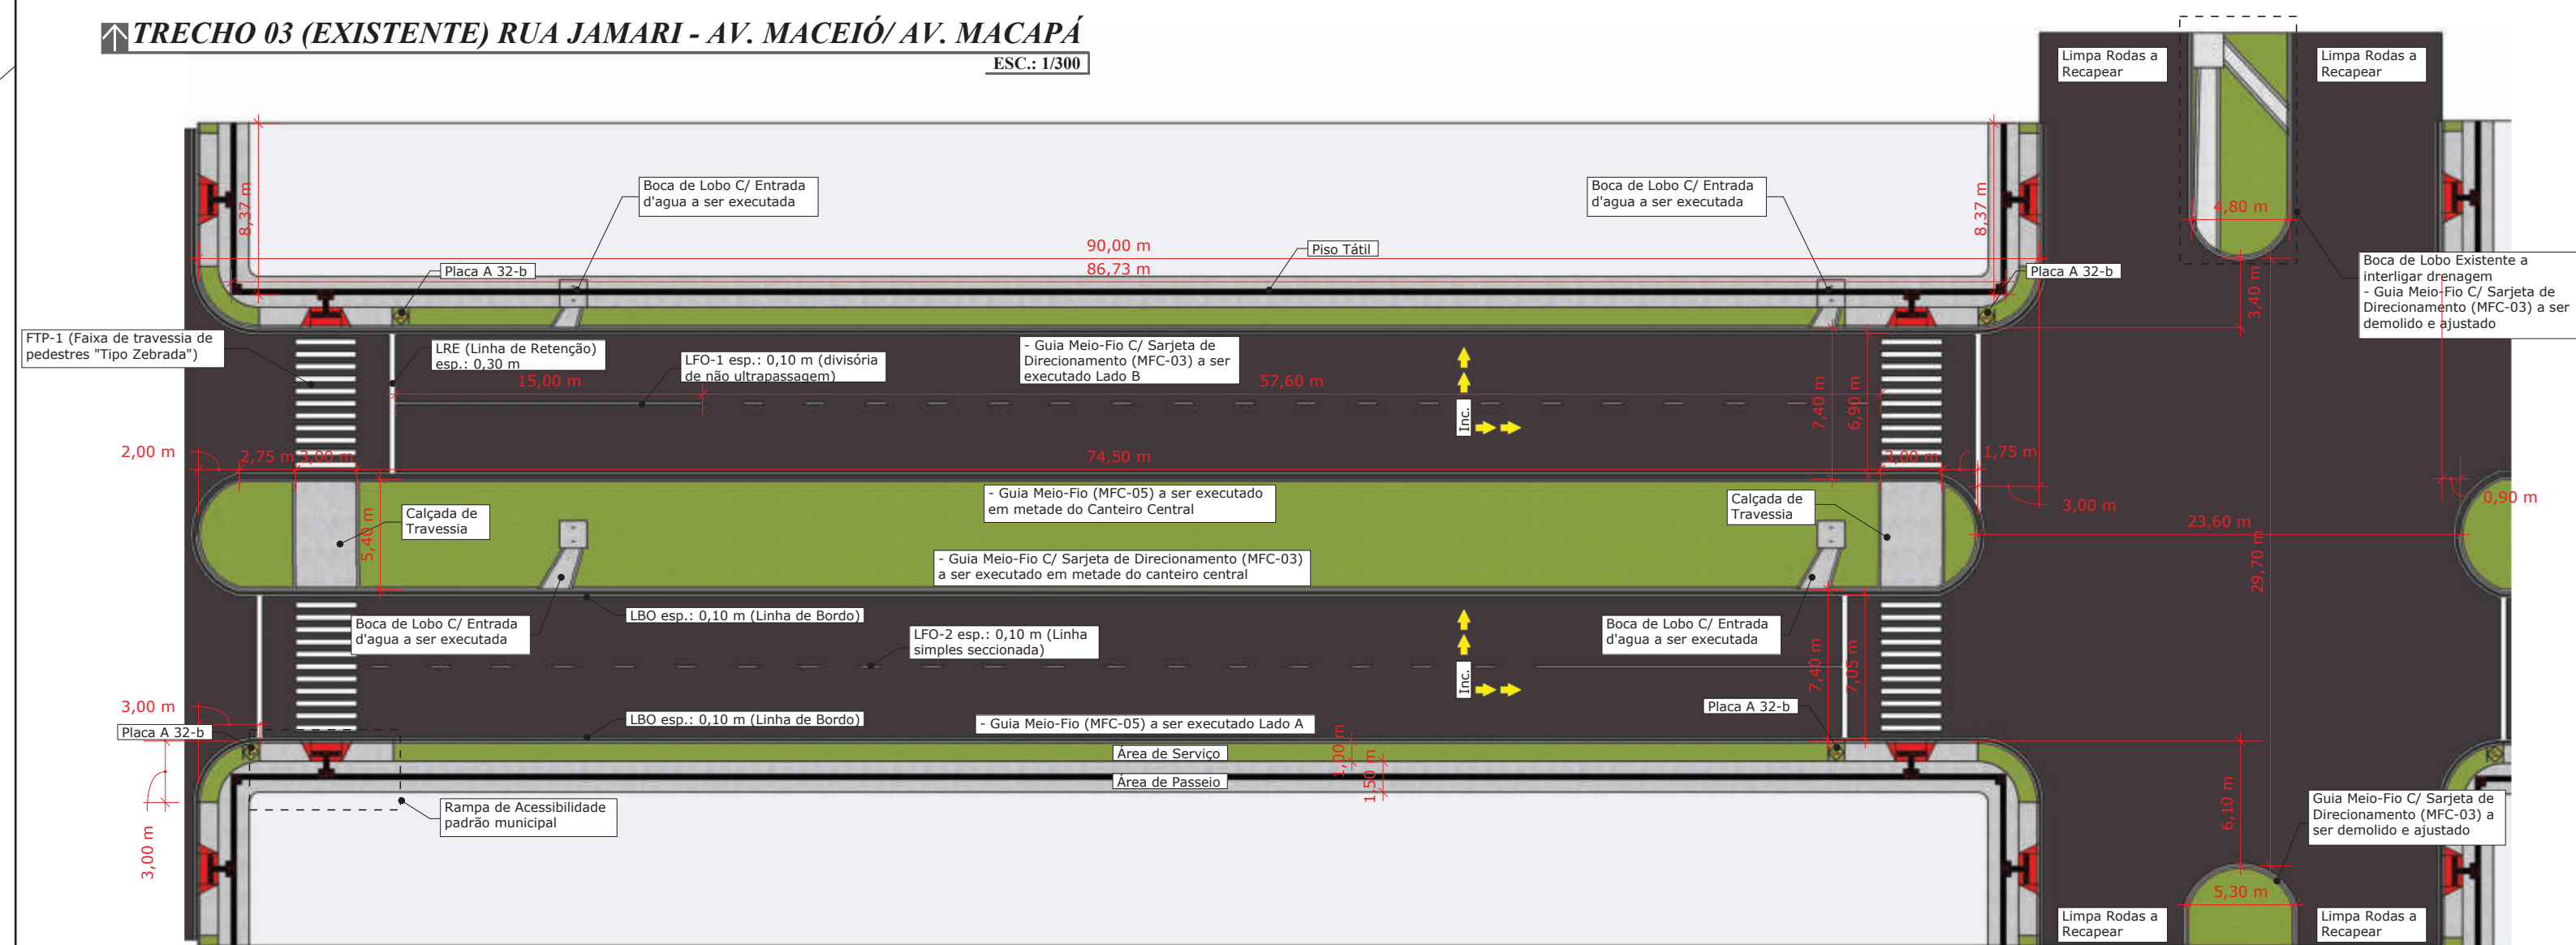 TRECHO 03 (EXISTENTE) RUA JAMARI - AV. MACEIÓ/ AV. MACAPÁ
ESC.: 1/300
Limpa Rodas a
Recapear
Limpa Rodas a
Recapear
Boca de Lobo C/ Entrada
d'agua a ser executada
Boca de Lobo C/ Entrada
d'agua a ser executada
8,37 m
8,37 m
4,80 m
90,00 m
Piso Tátil
86,73 m
Placa A 32-b
Placa A 32-b
3,40 m
Boca de Lobo Existente a
interligar drenagem
- Guia Meio-Fio C/ Sarjeta de
Direcionamento (MFC-03) a ser
demolido e ajustado
FTP-1 (Faixa de travessia de
pedestres "Tipo Zebrada")
LRE (Linha de Retenção)
esp.: 0,30 m
LFO-1 esp.: 0,10 m (divisória
de não ultrapassagem)
- Guia Meio-Fio C/ Sarjeta de
Direcionamento (MFC-03) a ser
executado Lado B
15,00 m
57,60 m
7,40 m
6,90 m
Inc.
2,00 m
2,75 m
3,00 m
74,50 m
3,00 m
1,75 m
- Guia Meio-Fio (MFC-05) a ser executado
em metade do Canteiro Central
Calçada de
Travessia
Calçada de
Travessia
5,40 m
3,00 m
0,90 m
23,60 m
29,70 m
- Guia Meio-Fio C/ Sarjeta de Direcionamento (MFC-03)
a ser executado em metade do canteiro central
LBO esp.: 0,10 m (Linha de Bordo)
Boca de Lobo C/ Entrada
d'agua a ser executada
LFO-2 esp.: 0,10 m (Linha
simples seccionada)
Boca de Lobo C/ Entrada
d'agua a ser executada
Inc.
7,40 m
7,05 m
3,00 m
Placa A 32-b
LBO esp.: 0,10 m (Linha de Bordo)
- Guia Meio-Fio (MFC-05) a ser executado Lado A
Placa A 32-b
Área de Serviço
1,00 m
Área de Passeio
1,50 m
3,00 m
Rampa de Acessibilidade
padrão municipal
6,10 m
Guia Meio-Fio C/ Sarjeta de
Direcionamento (MFC-03) a
ser demolido e ajustado
5,30 m
Limpa Rodas a
Recapear
Limpa Rodas a
Recapear